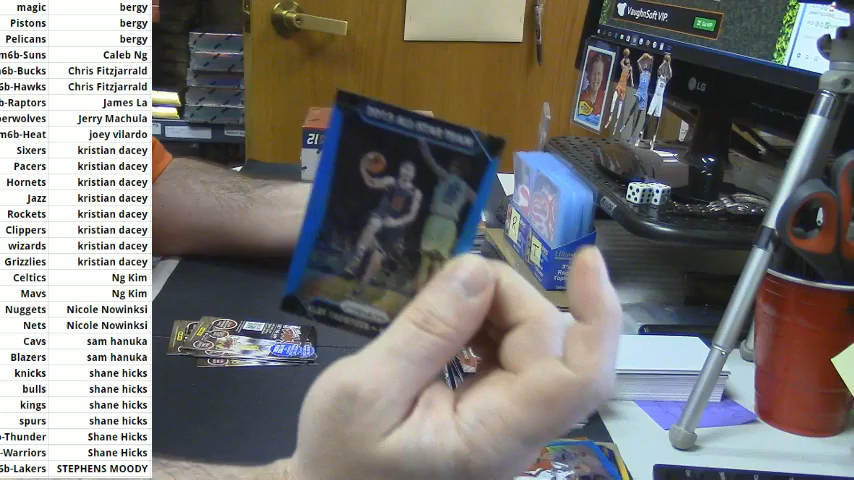 magic bergy
Pistons bergy
Pelicans bergy
m6b-Suns Caleb Ng
6b-Bucks Chris Fitzjarrald
6b-Hawks Chris Fitzjarrald
b-Raptors James La
erwolves Jerry Machula
m6b-Heat joey vilardo
Sixers kristian dacey
Pacers kristian dacey
Hornets kristian dacey
Jazz kristian dacey
Rockets kristian dacey
Clippers kristian dacey
wizards kristian dacey
Grizzlies kristian dacey
Celtics Ng Kim
Mavs Ng Kim
Nuggets Nicole Nowinksi
Nets Nicole Nowinksi
Cavs sam hanuka
Blazers sam hanuka
knicks shane hicks
bulls shane hicks
kings shane hicks
spurs shane hicks
-Thunder Shane Hicks
-Warriors Shane Hicks
6b-Lakers STEPHENS MOODY
VaughnSoft VIP.
LG